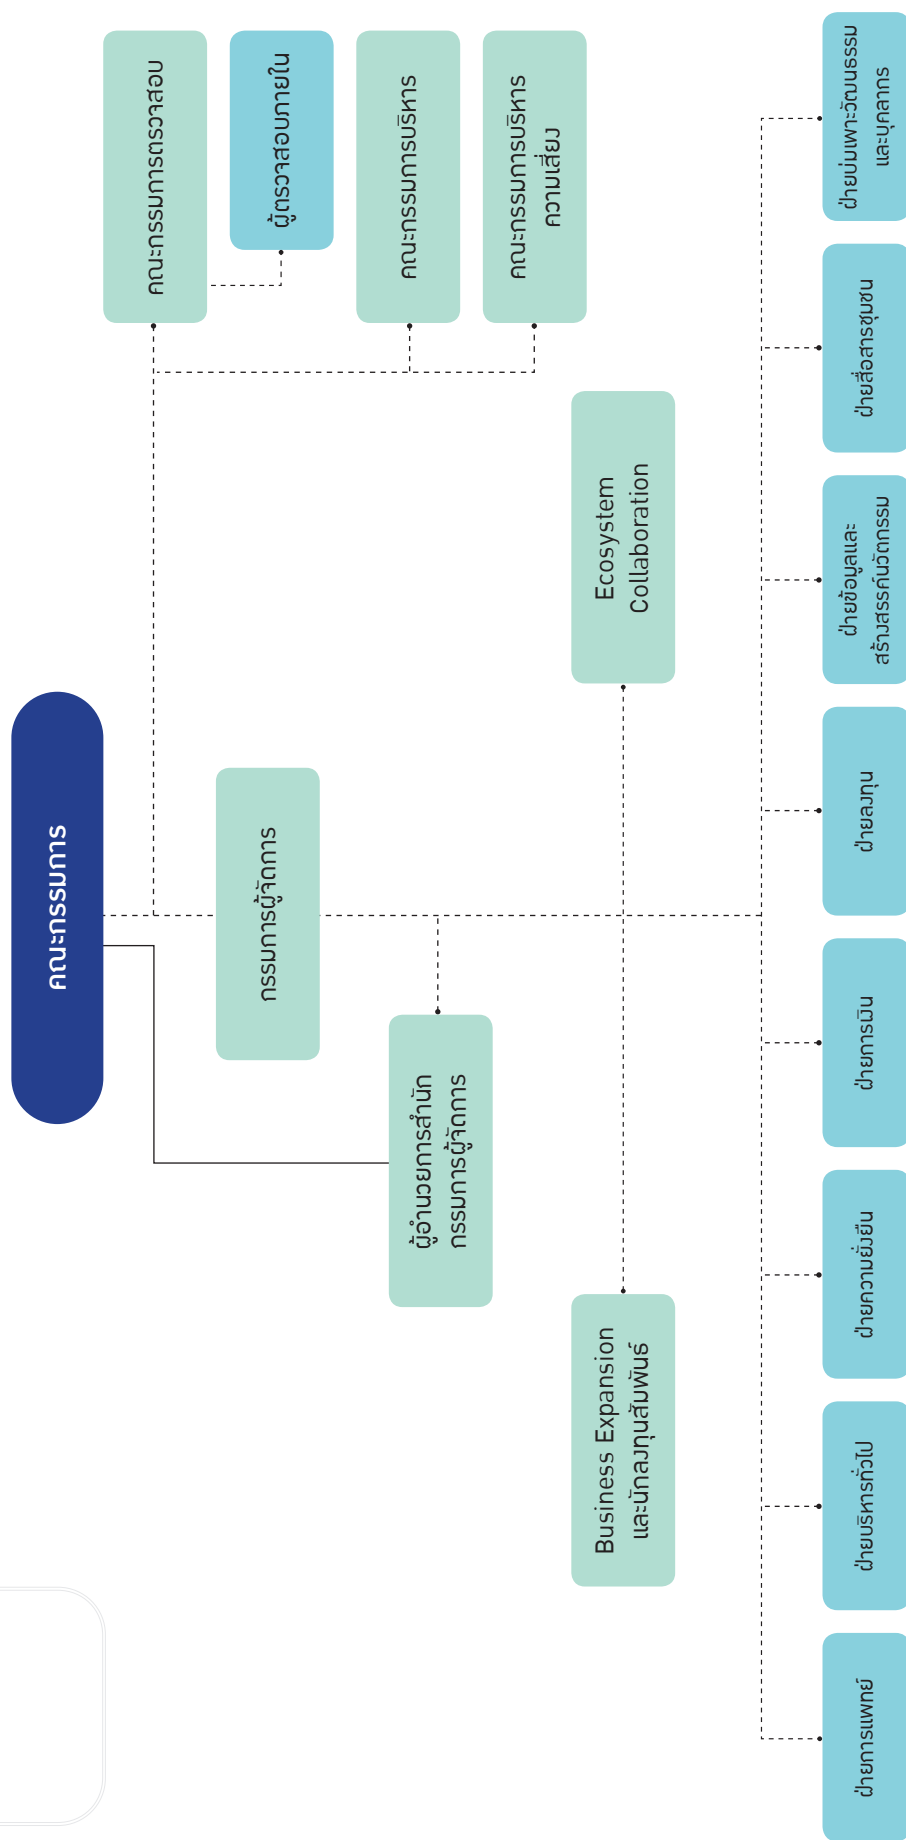 คณะกรรมการ
คณะกรรมการตรวจสอบ
ผู้ตรวจสอบภายใน
คณะกรรมการบริหาร
คณะกรรมการบริหาร
ความเสี่ยง
กรรมการผู้จัดการ
ผู้อำนวยการสำนัก
กรรมการผู้จัดการ
Business Expansion
และนักลงทุนสัมพันธ์
Ecosystem
Collaboration
ฝ่ายการแพทย์
ฝ่ายบริหารทั่วไป
ฝ่ายความยั่งยืน
ฝ่ายการเงิน
ฝ่ายลงทุน
ฝ่ายข้อมูลและ
สร้างสรรค์นวัตกรรม
ฝ่ายสื่อสารชุมชน
ฝ่ายบ่มเพาะวัฒนธรรม
และบุคลากร